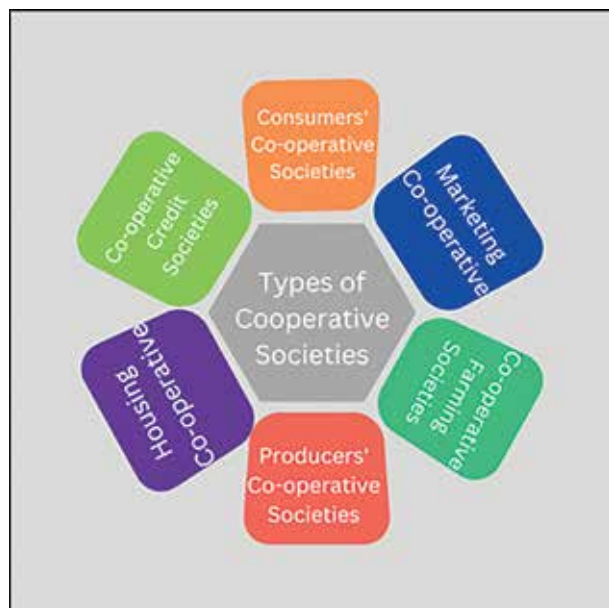 Consumers'
Co-operative
Societies
Marketing
Co-operative
Co-operative
Farming
Societies
Producers'
Co-operative
Societies
Housing
Co-operative
Co-operative
Credit
Societies
Types of
Cooperative
Societies